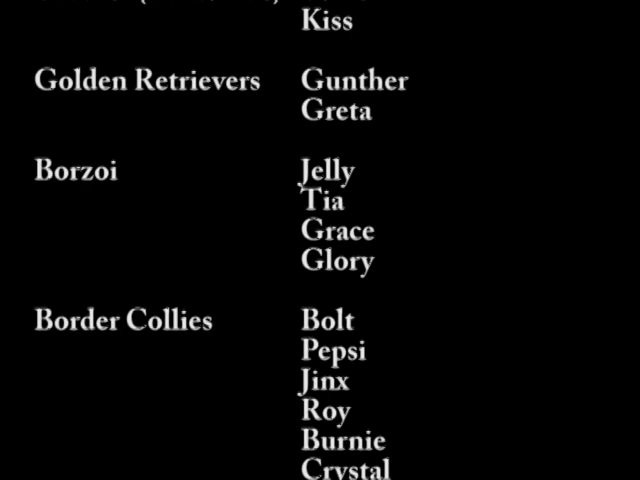 Kiss
Golden Retrievers Gunther
Greta
Borzoi Jelly
Tia
Grace
Glory
Border Collies Bolt
Pepsi
Jinx
Roy
Burnie
Crystal